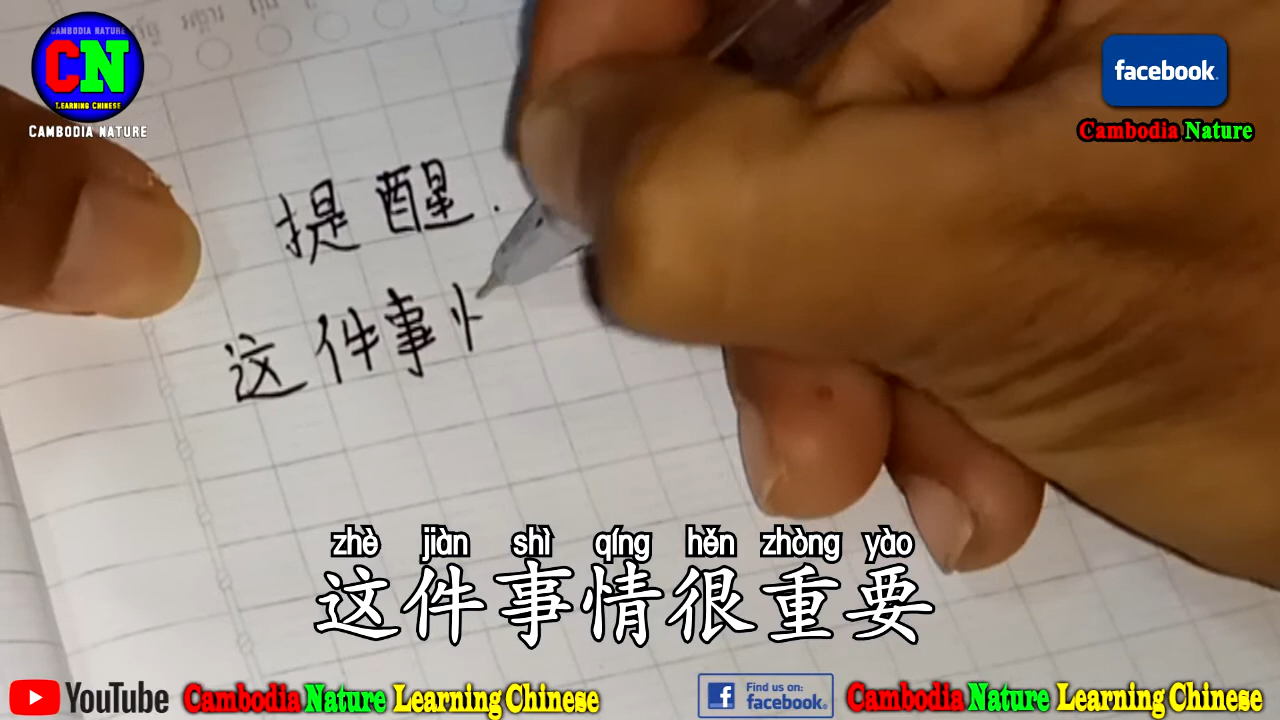 CAMBODIA NATURE
CN
LEARNING CHINESE
CAMBODIA NATURE
facebook
Cambodia Nature
提醒.
这件事忄
zhè jiàn shì qíng hěn zhòng yào
这件事情很重要
YouTube Cambodia Nature Learning Chinese
Find us on:
facebook
Cambodia Nature Learning Chinese